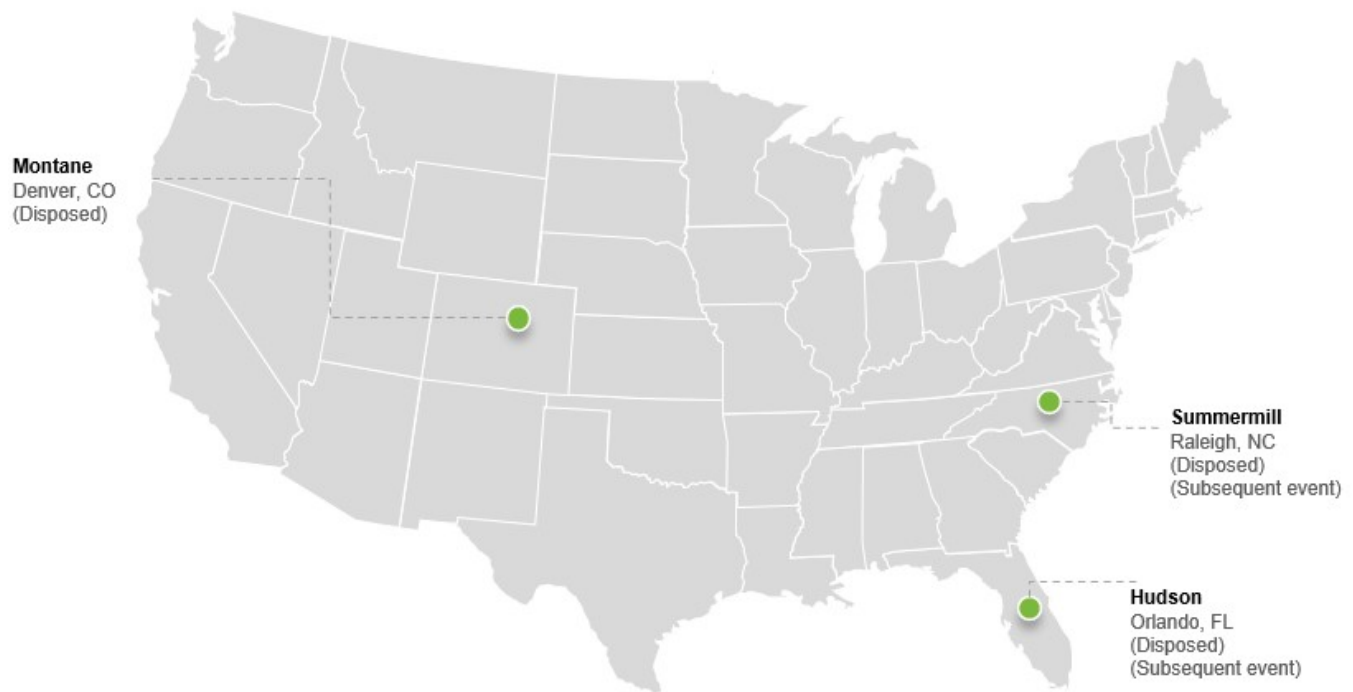 Montane
Denver, CO
(Disposed)
Summermill
Raleigh, NC
(Disposed)
(Subsequent event)
Hudson
Orlando, FL
(Disposed)
(Subsequent event)